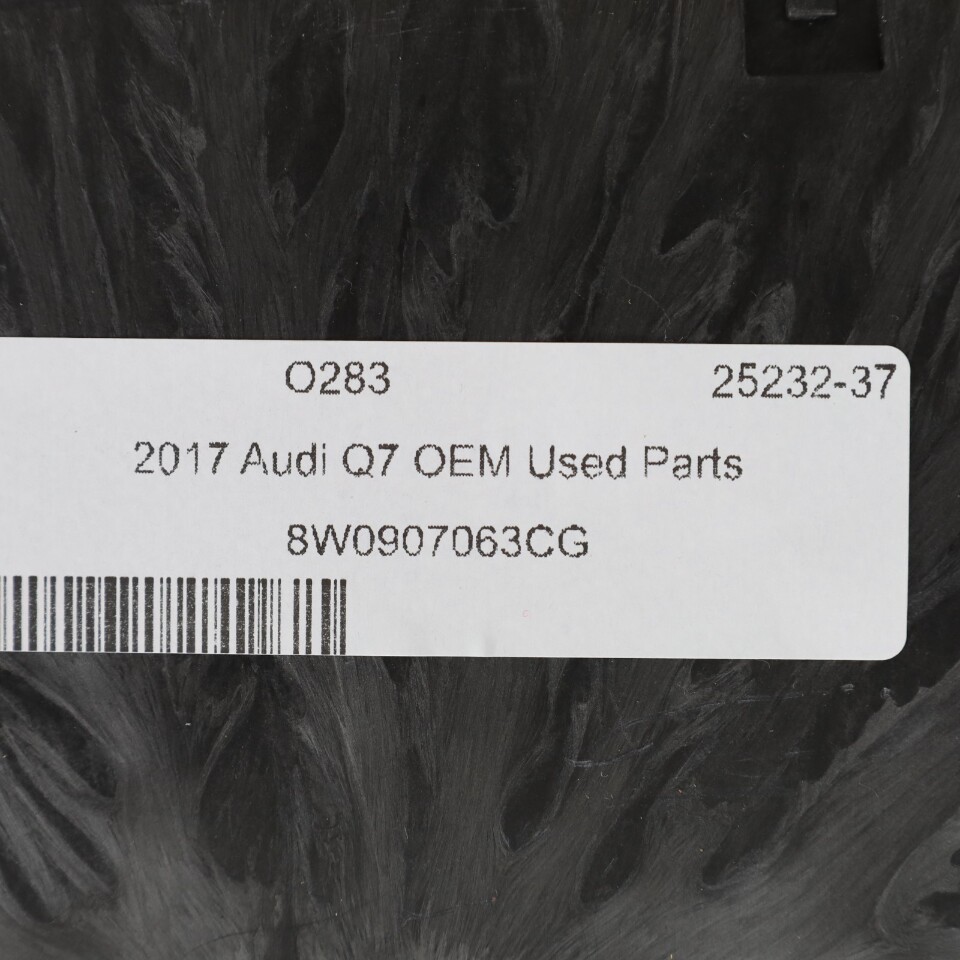 O283 25232-37
2017 Audi Q7 OEM Used Parts
8W0907063CG